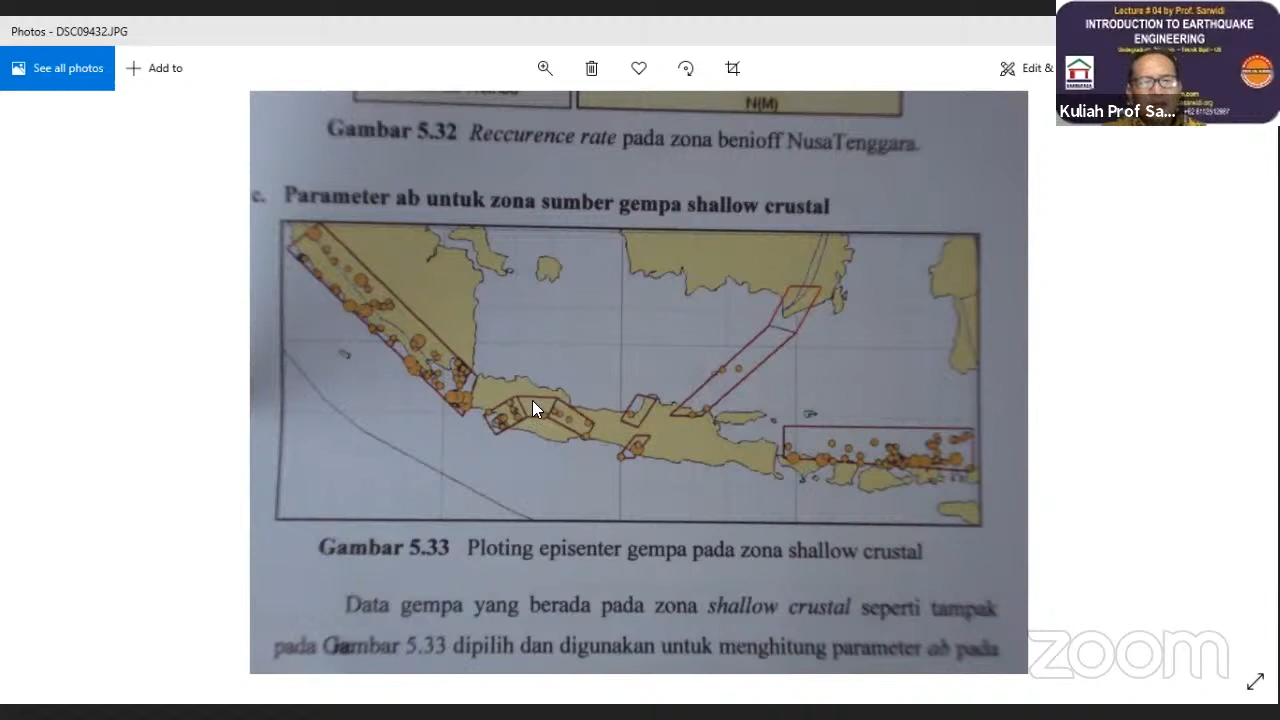 Photos - DSC09432.JPG
See all photos
Add to
Edit &
Lecture # 04 by Prof. Sarwidi
INTRODUCTION TO EARTHQUAKE
ENGINEERING
Kuliah Prof Sa...
N(M)
Gambar 5.32 Reccurence rate pada zona benioff NusaTenggara.
c. Parameter ab untuk zona sumber gempa shallow crustal
Gambar 5.33 Ploting episenter gempa pada zona shallow crustal
Data gempa yang berada pada zona shallow crustal seperti tampak
pada Gambar 5.33 dipilih dan digunakan untuk menghitung parameter ab pada
zoom